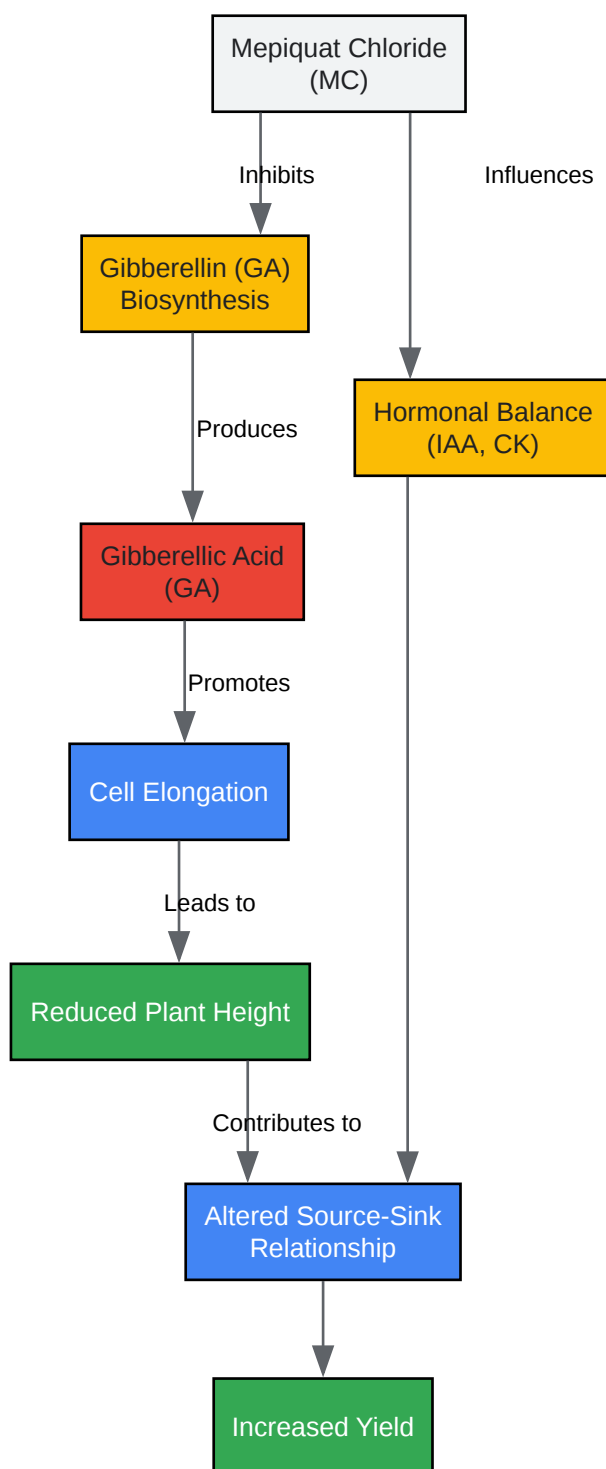 Mepiquat Chloride
(MC)
Inhibits
Influences
Gibberellin (GA)
Biosynthesis
Hormonal Balance
(IAA, CK)
Produces
Gibberellic Acid
(GA)
Promotes
Cell Elongation
Leads to
Reduced Plant Height
Contributes to
Altered Source-Sink
Relationship
Increased Yield